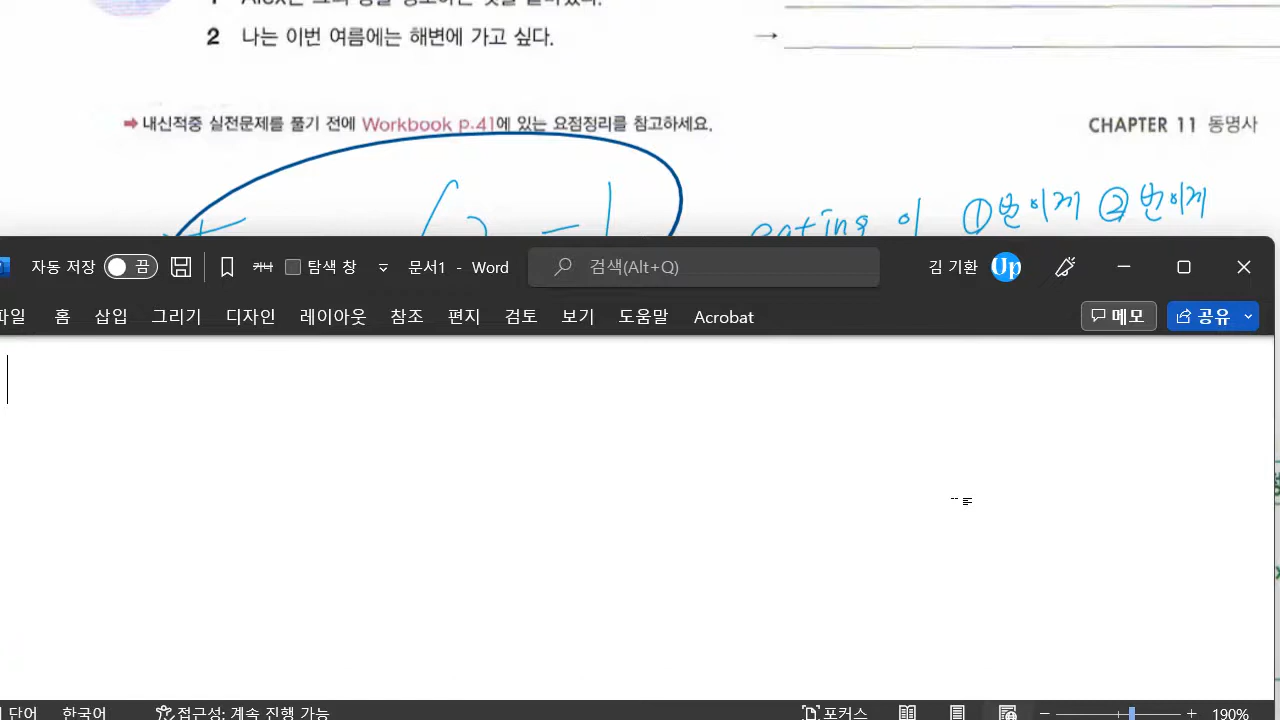 2 나는 이번 여름에는 해변에 가고 싶다. →
➡ 내신적중 실전문제를 풀기 전에 Workbook p.41에 있는 요점정리를 참고하세요.
CHAPTER 11 동명사
eating 이 ①번이게 ②번이게
자동 저장 끔 탐색 창 문서1 - Word 검색(Alt+Q) 김 기환 Up
파일 홈 삽입 그리기 디자인 레이아웃 참조 편지 검토 보기 도움말 Acrobat 메모 공유
단어 한국어 접근성: 계속 진행 가능 포커스 190%